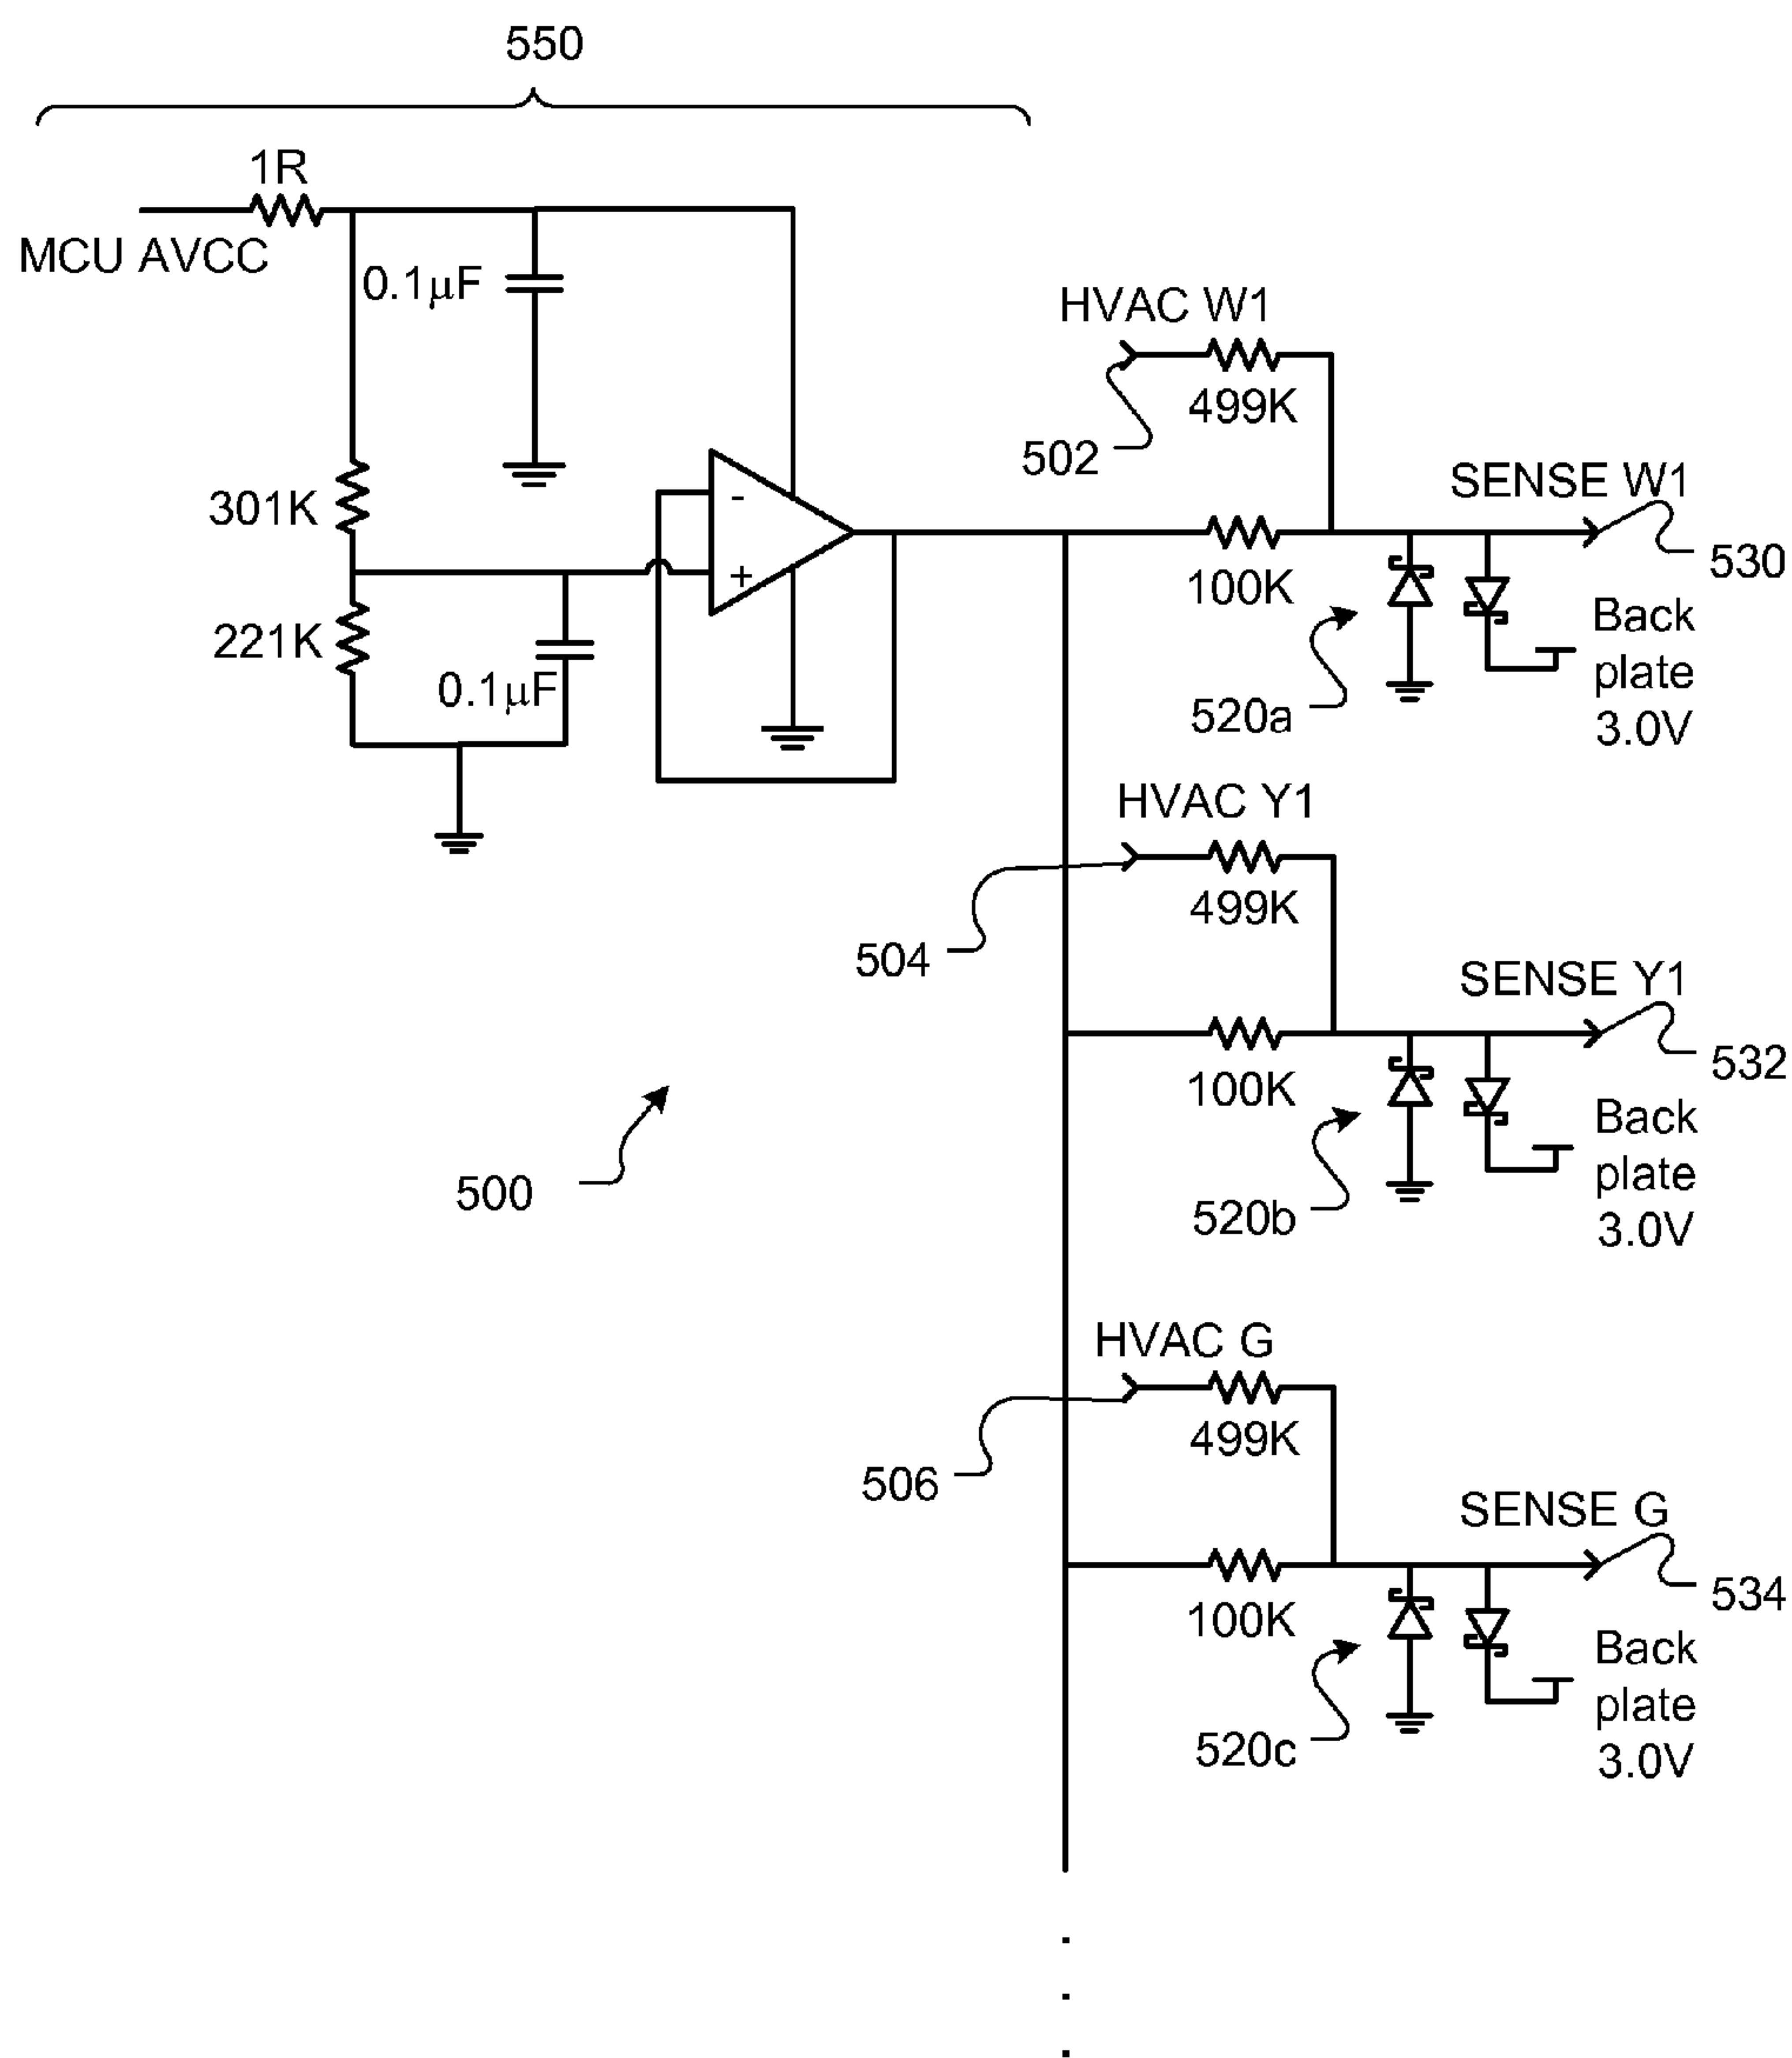 550
1R
MCU AVCC
0.1μF
HVAC W1
499K
502
SENSE W1
301K
-
530
+
100K
221K
Back
plate
3.0V
0.1μF
520a
HVAC Y1
499K
504
SENSE Y1
532
100K
Back
plate
3.0V
500
520b
HVAC G
499K
506
SENSE G
534
100K
Back
plate
3.0V
520c